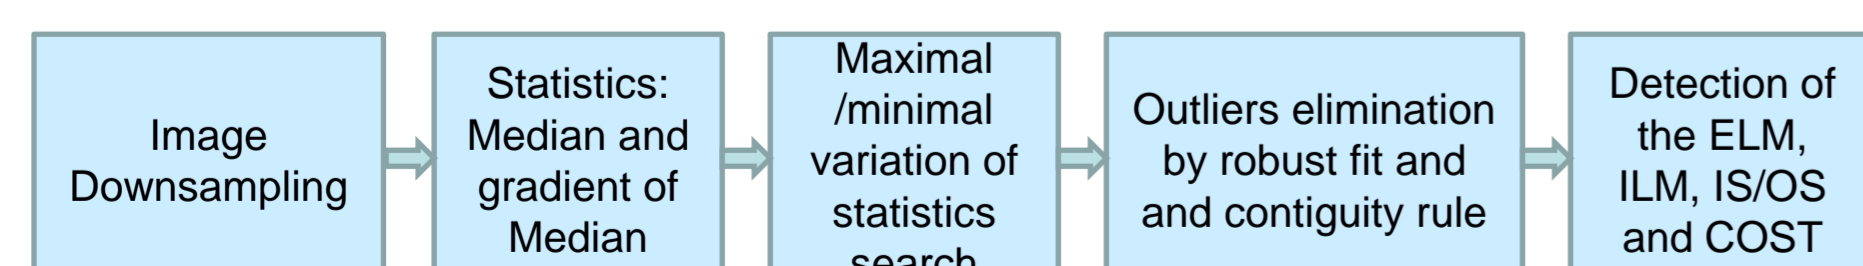 Image
Downsampling
Statistics:
Median and
gradient of
Median
Maximal
/minimal
variation of
statistics
search
Outliers elimination
by robust fit and
and contiguity rule
Detection of
the ELM,
ILM, IS/OS
and COST